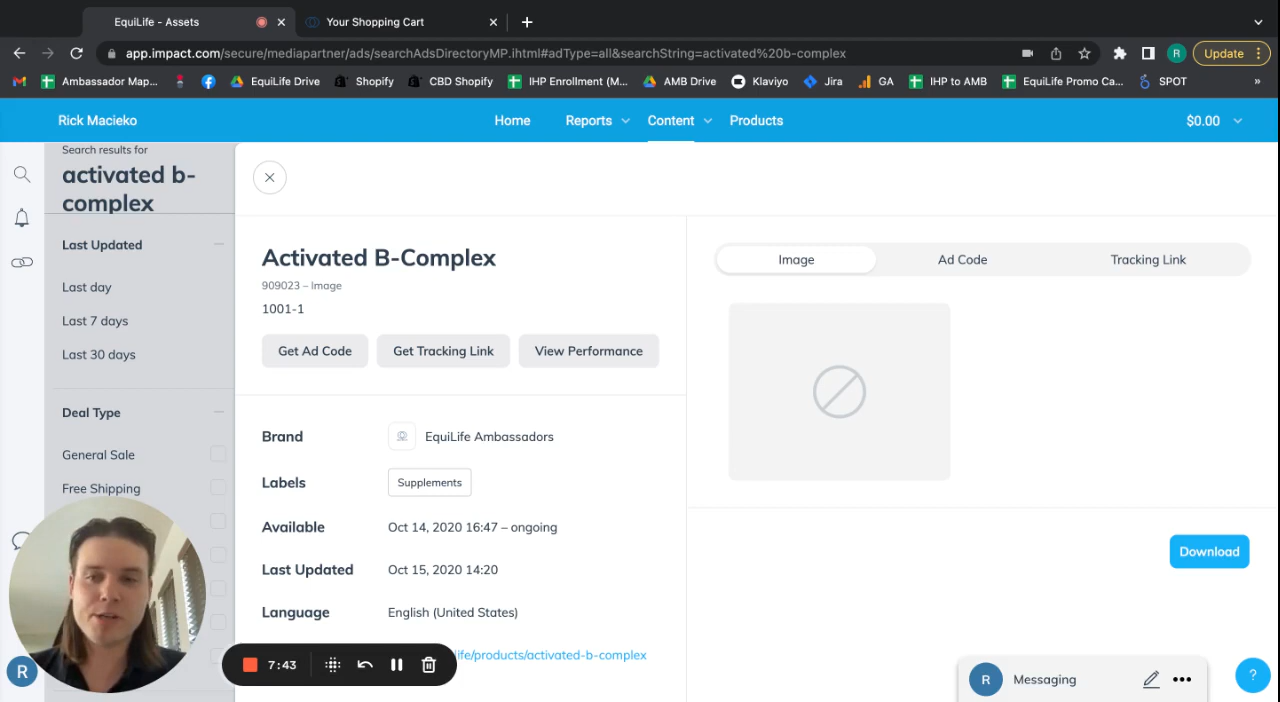 EquiLife - Assets
Your Shopping Cart
app.impact.com/secure/mediapartner/ads/searchAdsDirectoryMP.ihtml#adType=all&searchString=activated%20b-complex
R
Update
Ambassador Map...
EquiLife Drive
Shopify
CBD Shopify
IHP Enrollment (M...
AMB Drive
Klaviyo
Jira
GA
IHP to AMB
EquiLife Promo Ca...
SPOT
»
Rick Macieko
Home
Reports
Content
Products
$0.00
Search results for
activated b-
complex
Last Updated
Last day
Last 7 days
Last 30 days
Deal Type
General Sale
Free Shipping
Activated B-Complex
909023 – Image
1001-1
Get Ad Code
Get Tracking Link
View Performance
Brand
EquiLife Ambassadors
Labels
Supplements
Available
Oct 14, 2020 16:47 – ongoing
Last Updated
Oct 15, 2020 14:20
Language
English (United States)
life/products/activated-b-complex
Image
Ad Code
Tracking Link
Download
7:43
R
R
Messaging
?